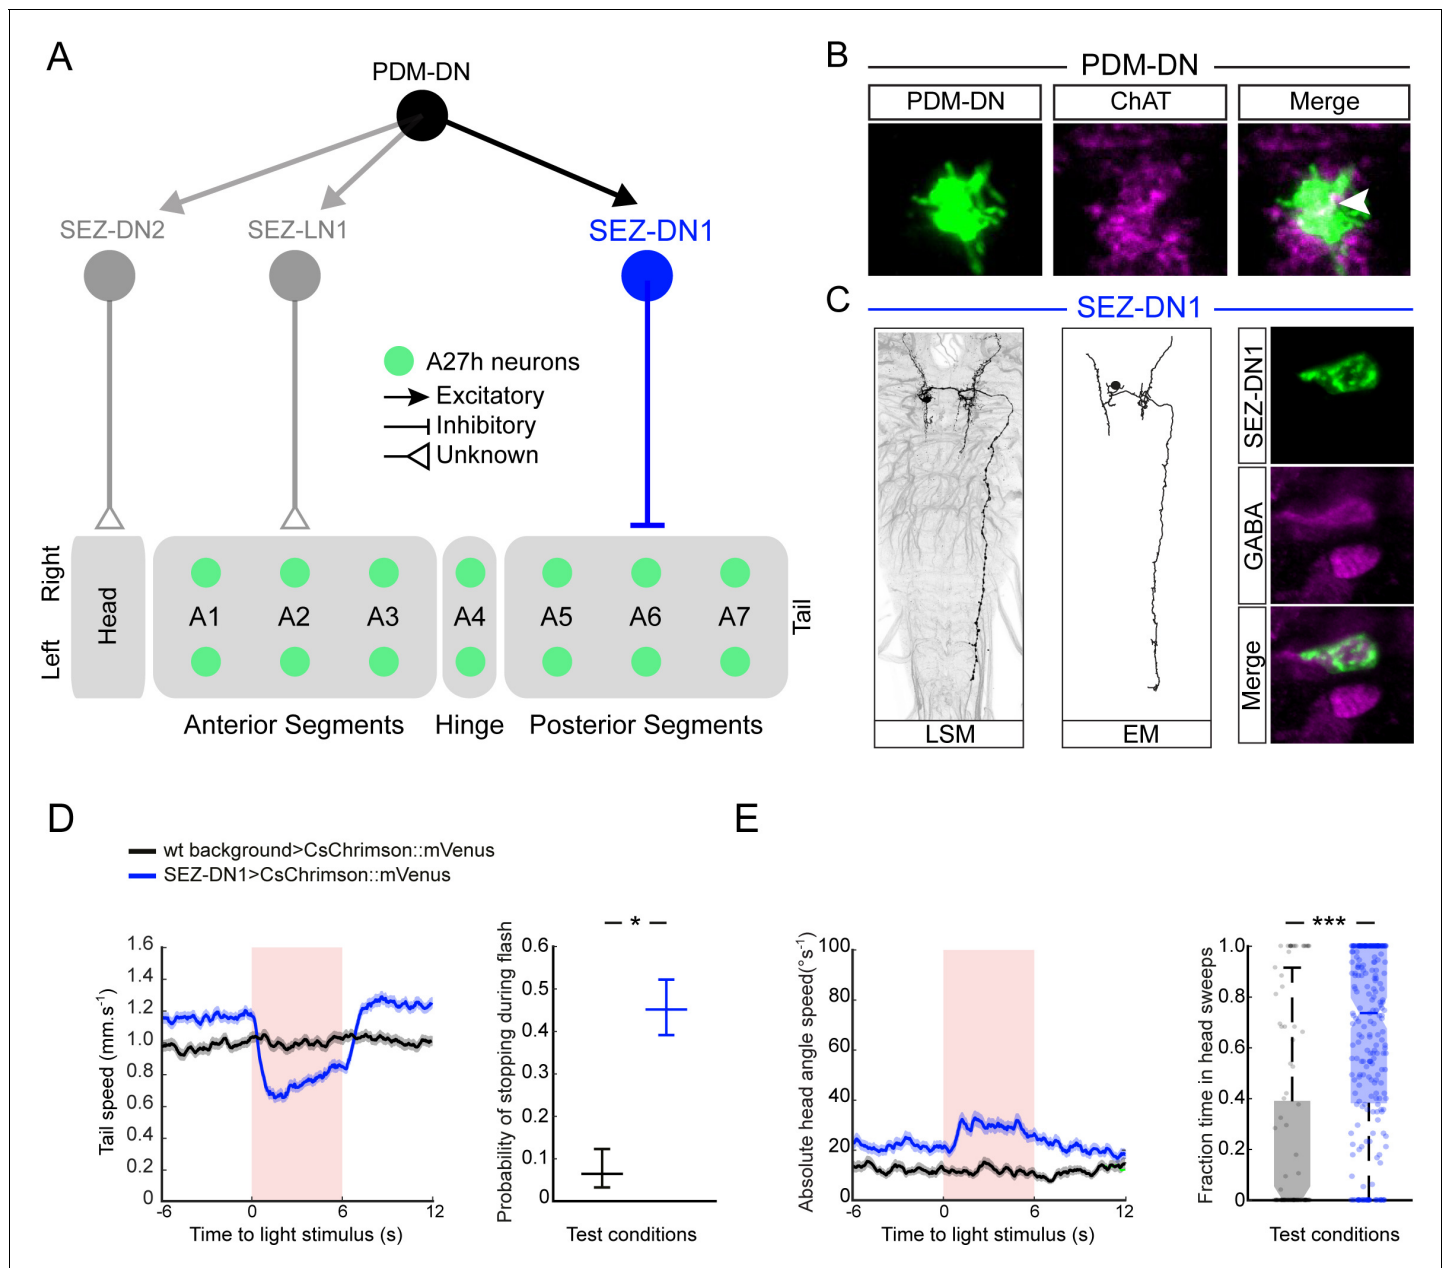 A
PDM-DN
SEZ-DN2
SEZ-LN1
SEZ-DN1
A27h neurons
Excitatory
Inhibitory
Unknown
Right
Left
Head
A1
A2
A3
A4
A5
A6
A7
Tail
Anterior Segments
Hinge
Posterior Segments
B
PDM-DN
PDM-DN
ChAT
Merge
C
SEZ-DN1
LSM
EM
SEZ-DN1
GABA
Merge
D
wt background>CsChrimson::mVenus
SEZ-DN1>CsChrimson::mVenus
Tail speed (mm.s-1)
1.6
1.4
1.2
1.0
0.8
0.6
0.4
0.2
0
-6
0
6
12
Time to light stimulus (s)
Probability of stopping during flash
0.6
0.5
0.4
0.3
0.2
0.1
0
*
Test conditions
E
Absolute head angle speed(°s-1)
100
80
60
40
20
0
-6
0
6
12
Time to light stimulus (s)
Fraction time in head sweeps
1.0
0.8
0.6
0.4
0.2
0
***
Test conditions